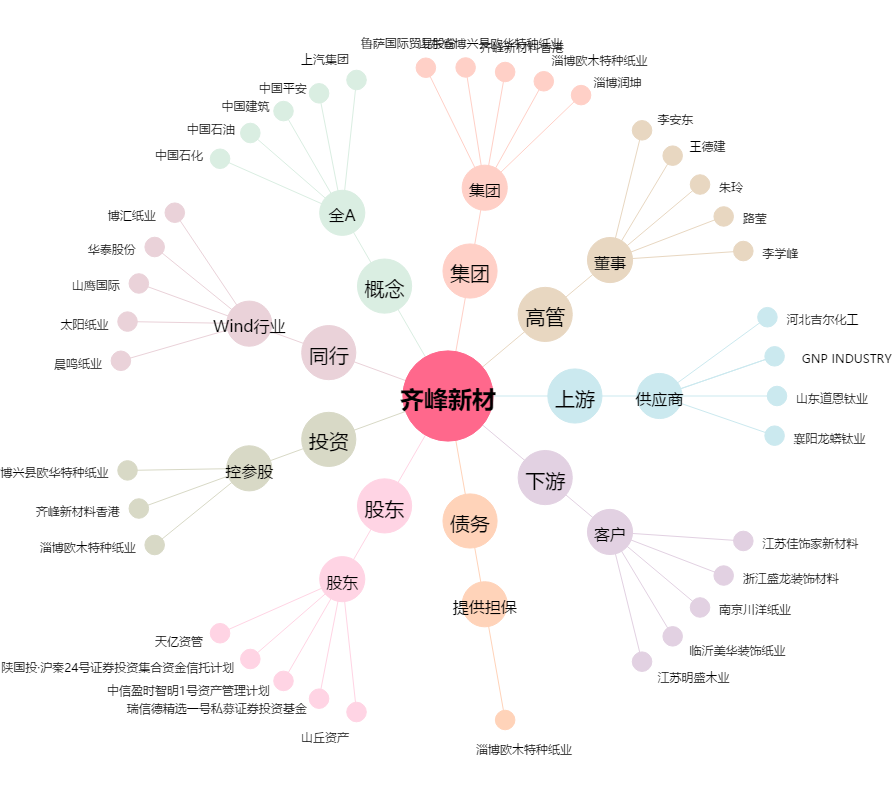 上汽集团
中国平安
中国建筑
中国石油
中国石化
全A
概念
齐峰新材料香港
淄博欧木特种纸业
淄博润坤
集团
集团
李安东
王德建
朱玲
路莹
李学峰
董事
高管
博汇纸业
华泰股份
山鹰国际
太阳纸业
晨鸣纸业
Wind行业
同行
齐峰新材
河北吉尔化工
GNP INDUSTRY
山东道恩钛业
襄阳龙蟒钛业
供应商
上游
投资
控参股
博兴县欧华特种纸业
齐峰新材料香港
淄博欧木特种纸业
下游
客户
江苏佳饰家新材料
浙江盛龙装饰材料
南京川洋纸业
临沂美华装饰纸业
江苏明盛木业
股东
股东
天亿资管
陕国投·沪秦24号证券投资集合资金信托计划
中信盈时智明1号资产管理计划
瑞信德精选一号私募证券投资基金
山丘资产
债务
提供担保
淄博欧木特种纸业